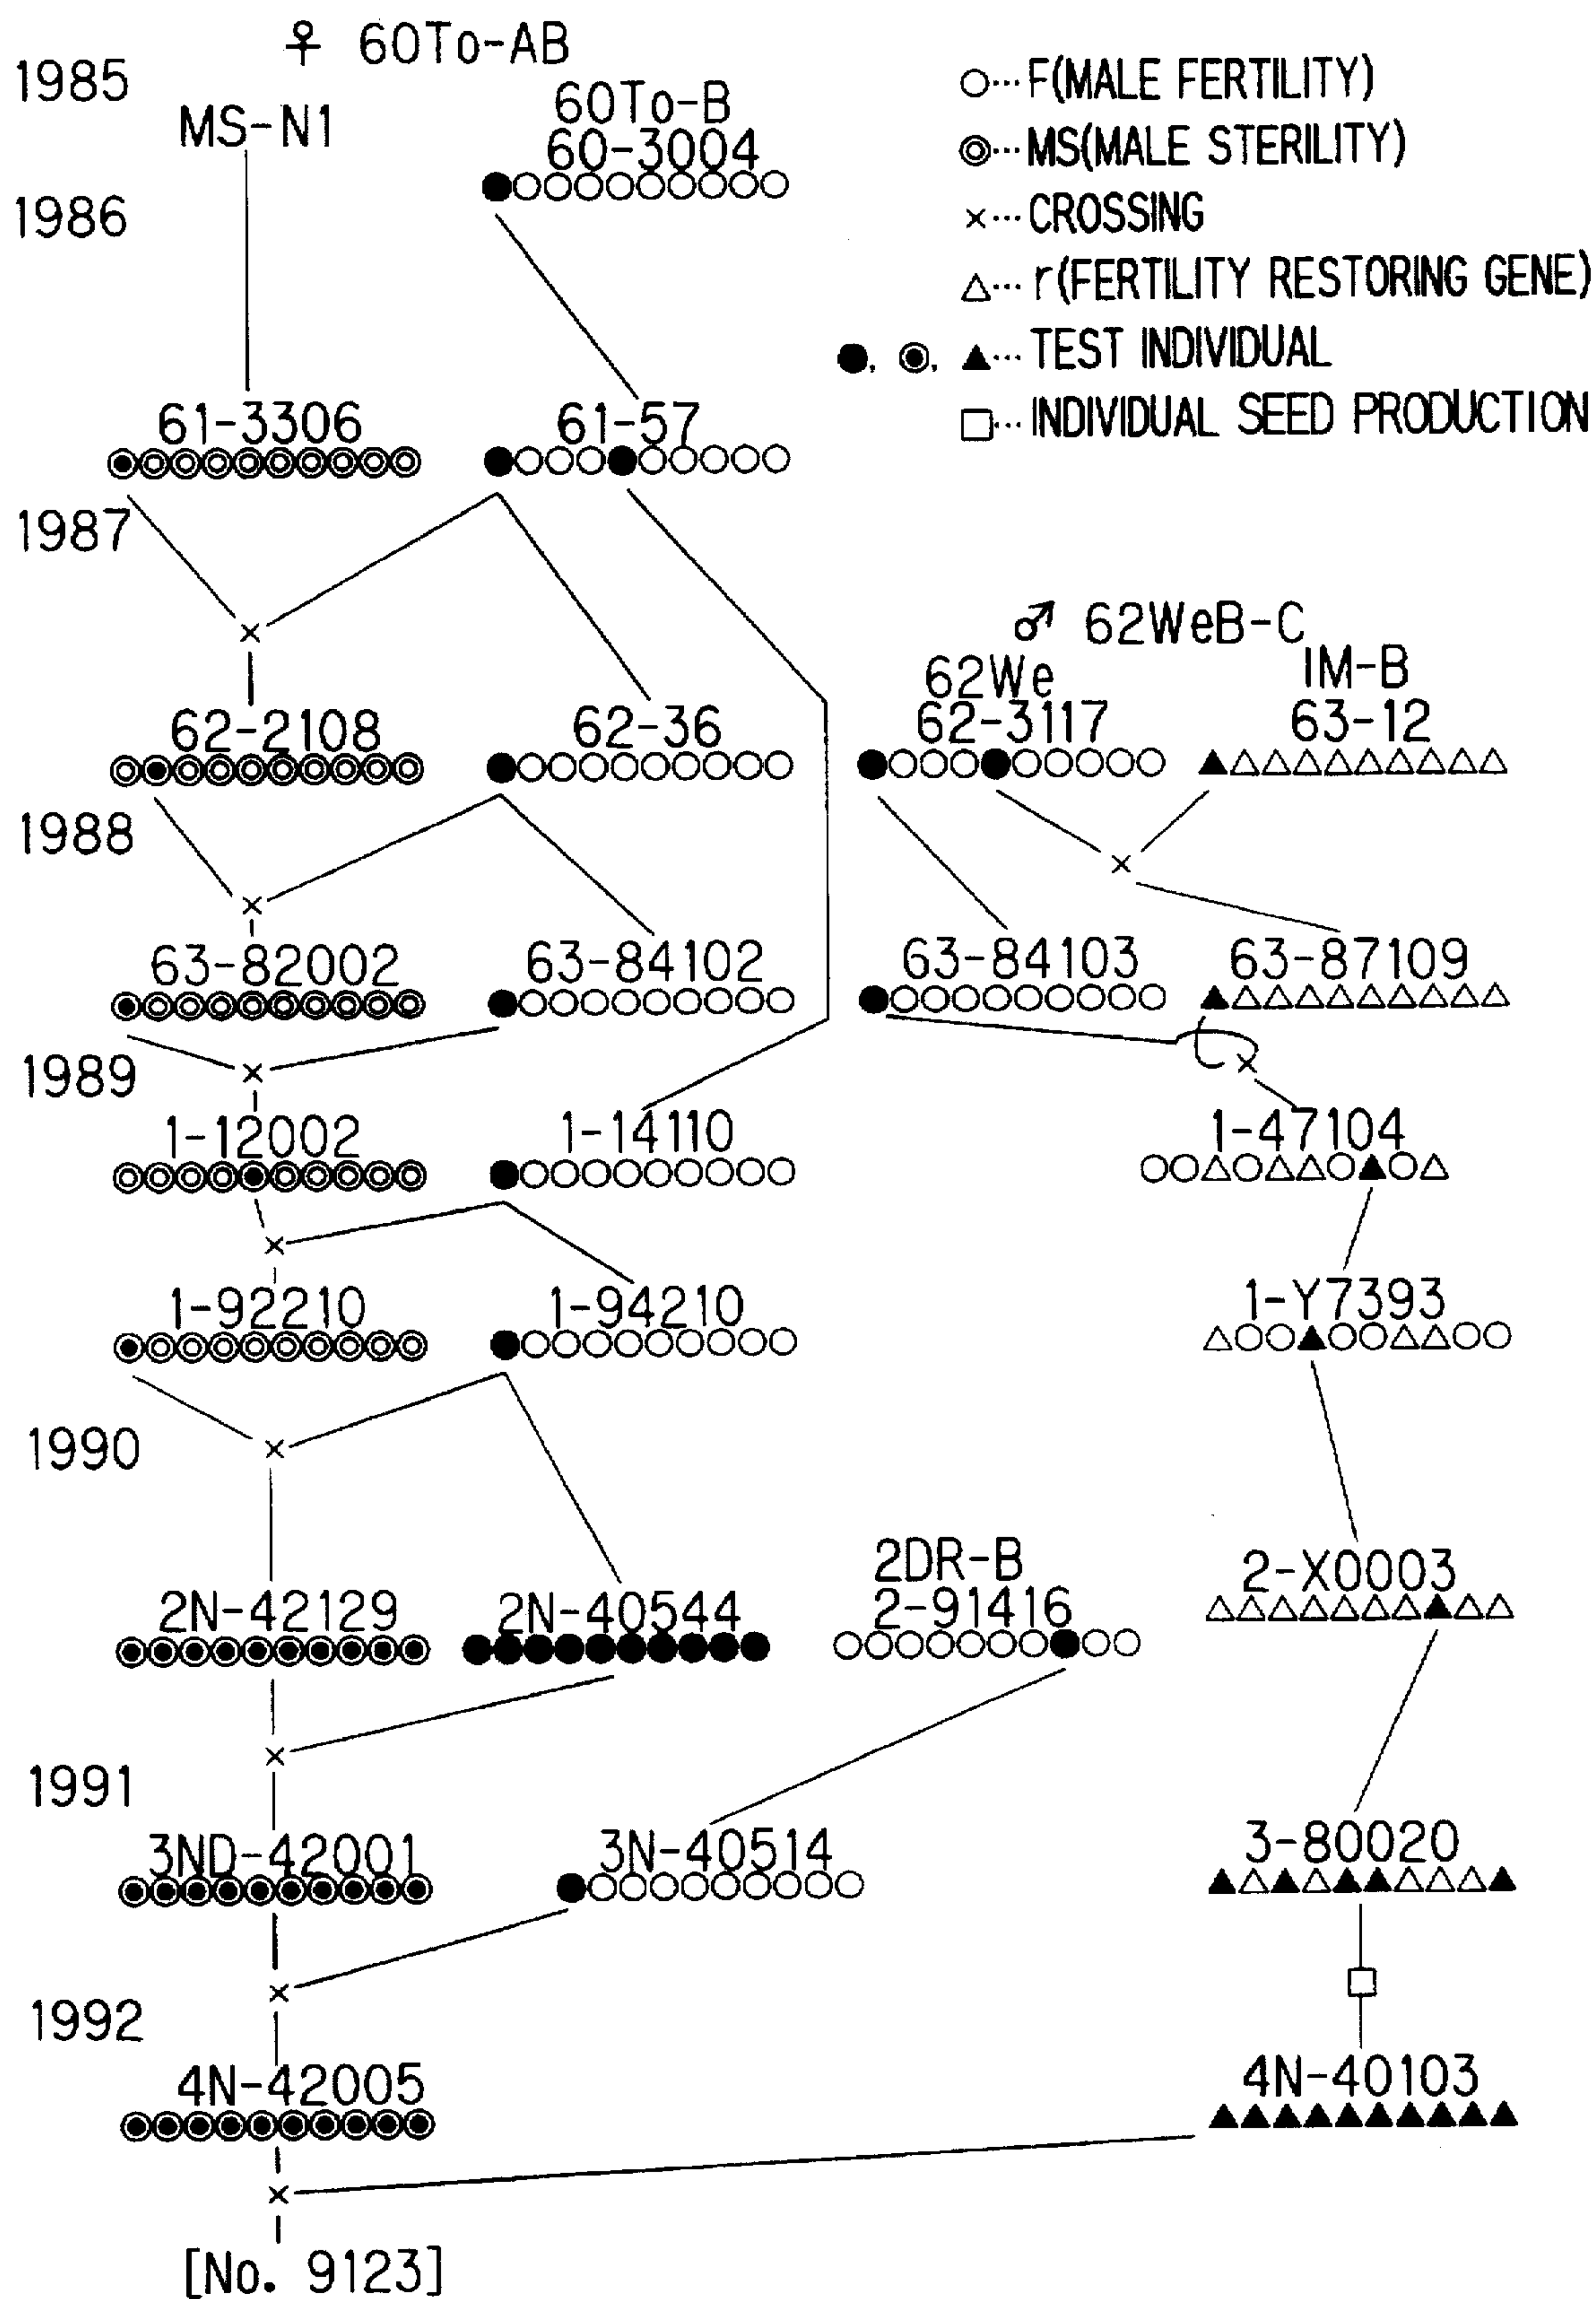 ♀ 60To-AB
1985
MS-N1
60To-B
60-3004
1986
○…F(MALE FERTILITY)
◎…MS(MALE STERILITY)
×…CROSSING
△…r(FERTILITY RESTORING GENE)
●, ◉, ▲…TEST INDIVIDUAL
□…INDIVIDUAL SEED PRODUCTION
61-3306
61-57
1987
♂ 62WeB-C
62We
IM-B
62-2108
62-36
62-3117
63-12
1988
63-82002
63-84102
63-84103
63-87109
1989
1-12002
1-14110
1-47104
1-92210
1-94210
1-Y7393
1990
2DR-B
2N-42129
2N-40544
2-91416
2-X0003
1991
3ND-42001
3N-40514
3-80020
1992
4N-42005
4N-40103
[No. 9123]